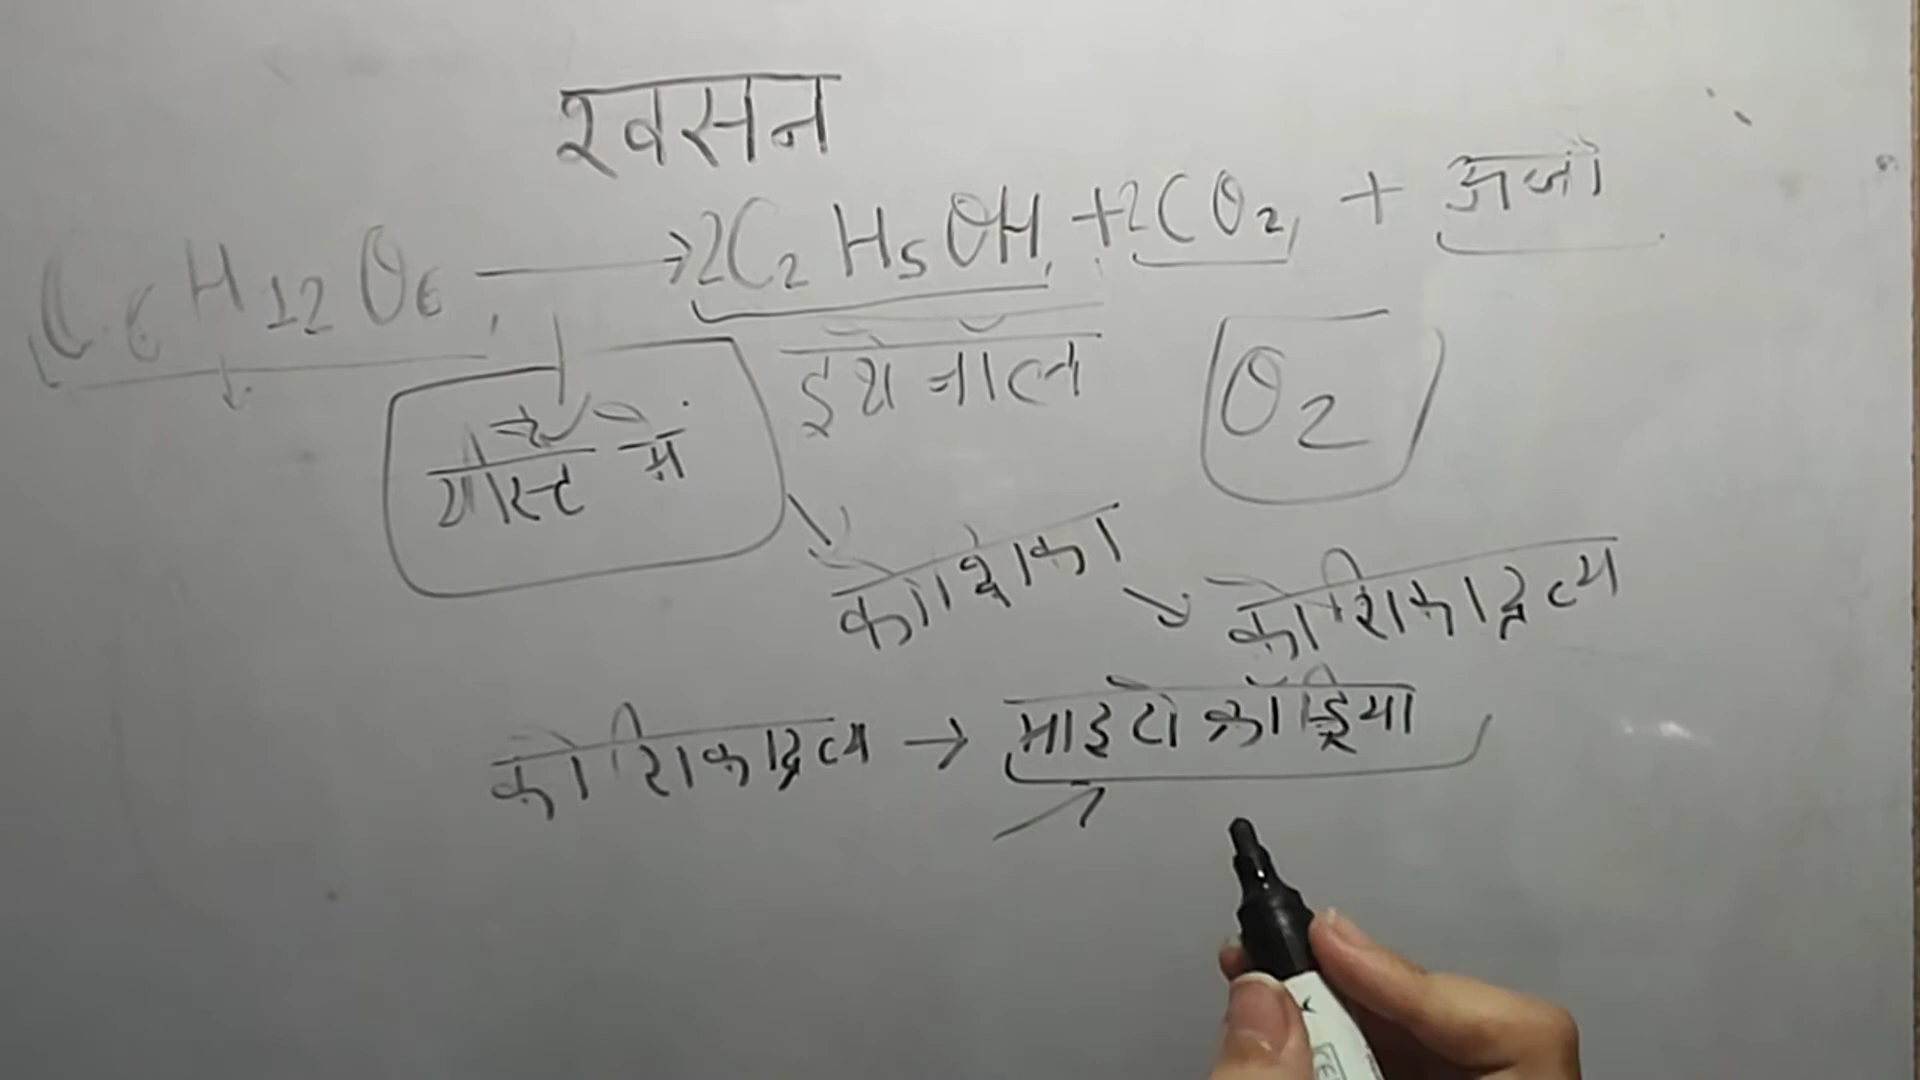 श्वसन
C6H12O6 → 2C2H5OH + 2CO2 + ऊर्जा
यीस्ट में
इथेनॉल
O2
कोशिका
कोशिकाद्रव्य
कोशिकाद्रव्य → माइटोकॉंड्रिया